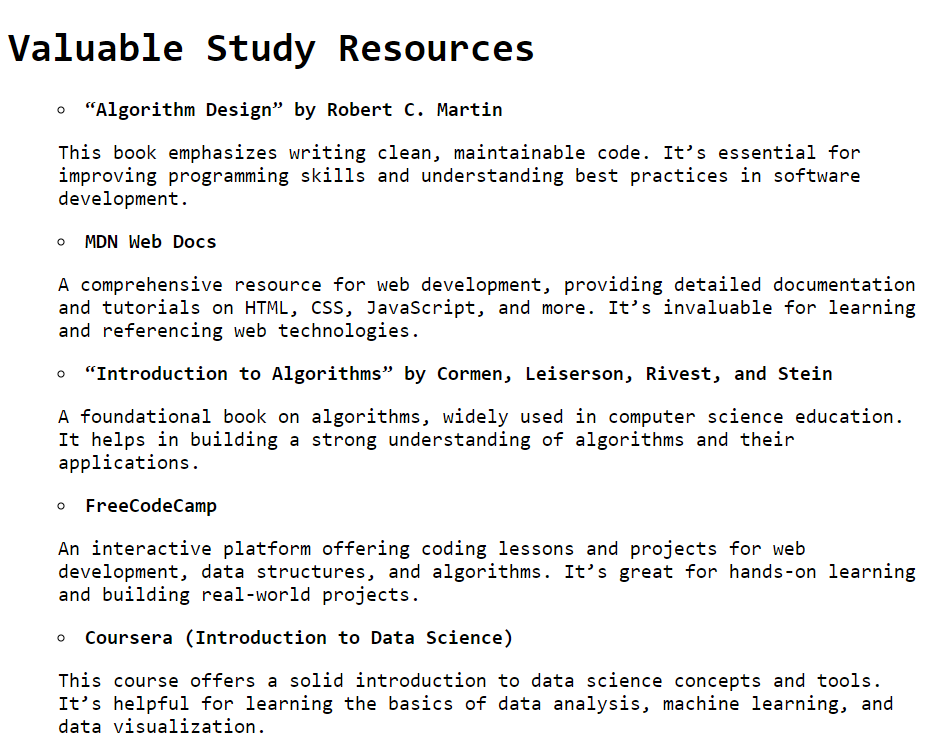 Valuable Study Resources
“Algorithm Design” by Robert C. Martin
This book emphasizes writing clean, maintainable code. It’s essential for
improving programming skills and understanding best practices in software
development.
MDN Web Docs
A comprehensive resource for web development, providing detailed documentation
and tutorials on HTML, CSS, JavaScript, and more. It’s invaluable for learning
and referencing web technologies.
“Introduction to Algorithms” by Cormen, Leiserson, Rivest, and Stein
A foundational book on algorithms, widely used in computer science education.
It helps in building a strong understanding of algorithms and their
applications.
FreeCodeCamp
An interactive platform offering coding lessons and projects for web
development, data structures, and algorithms. It’s great for hands-on learning
and building real-world projects.
Coursera (Introduction to Data Science)
This course offers a solid introduction to data science concepts and tools.
It’s helpful for learning the basics of data analysis, machine learning, and
data visualization.